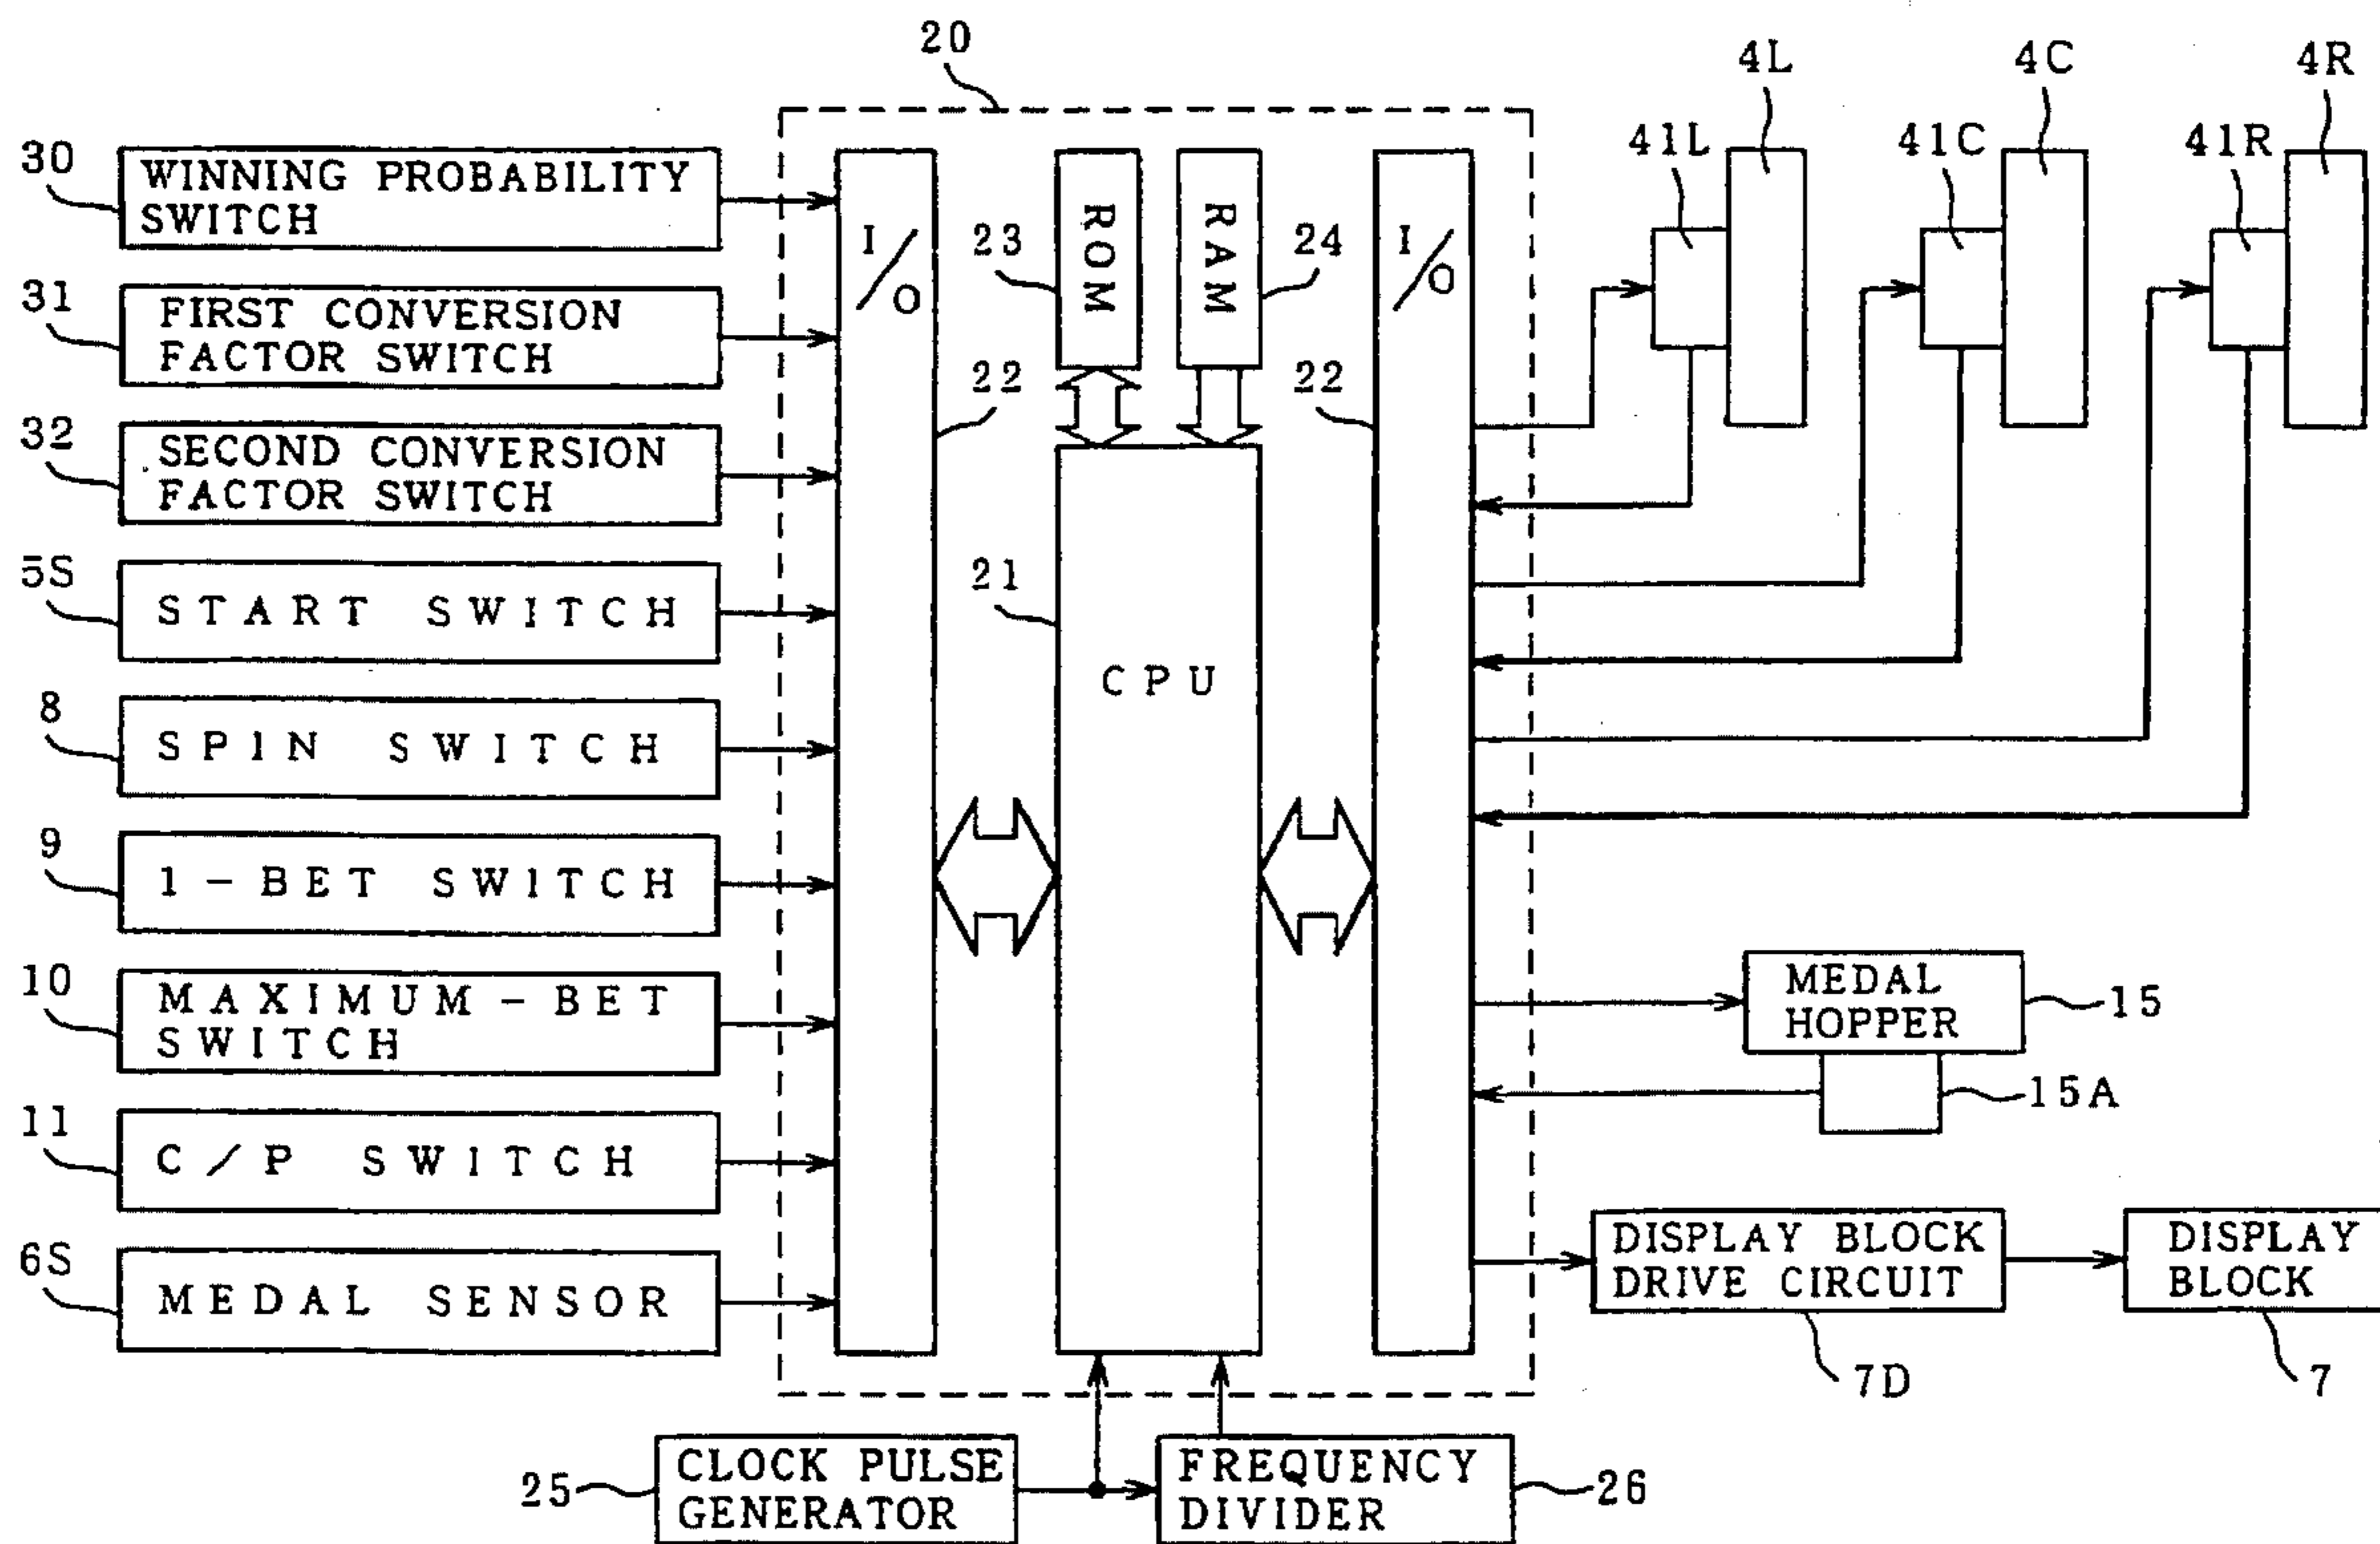 20
4L
4C
4R
41L
41C
41R
30
WINNING PROBABILITY
SWITCH
31
FIRST CONVERSION
FACTOR SWITCH
32
SECOND CONVERSION
FACTOR SWITCH
5S
START SWITCH
8
SPIN SWITCH
9
1-BET SWITCH
10
MAXIMUM-BET
SWITCH
11
C/P SWITCH
6S
MEDAL SENSOR
I/O
22
23
ROM
RAM
24
21
CPU
22
I/O
MEDAL
HOPPER
15
15A
DISPLAY BLOCK
DRIVE CIRCUIT
7D
DISPLAY
BLOCK
7
25
CLOCK PULSE
GENERATOR
FREQUENCY
DIVIDER
26